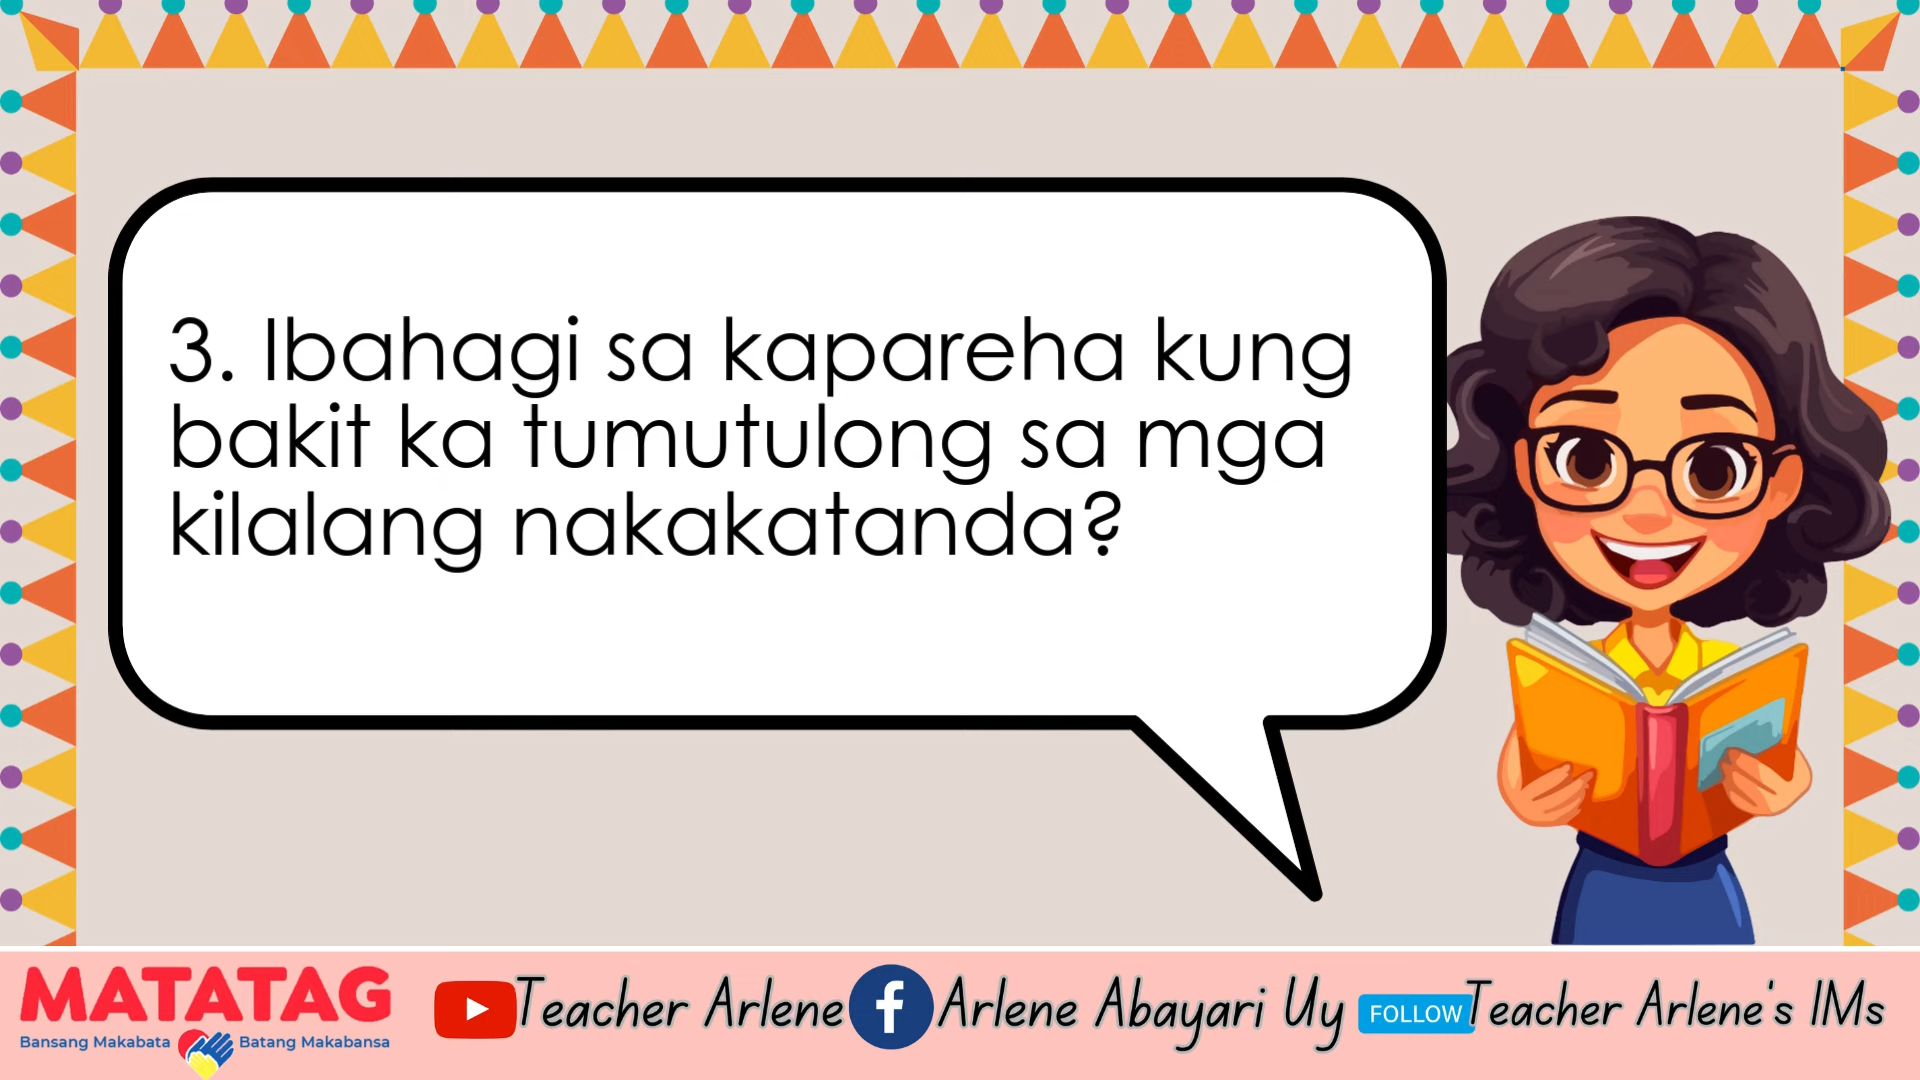 3. Ibahagi sa kapareha kung
bakit ka tumutulong sa mga
kilalang nakakatanda?
MATATAG
Bansang Makabata Batang Makabansa
Teacher Arlene
Arlene Abayari Uy
FOLLOW
Teacher Arlene's IMs